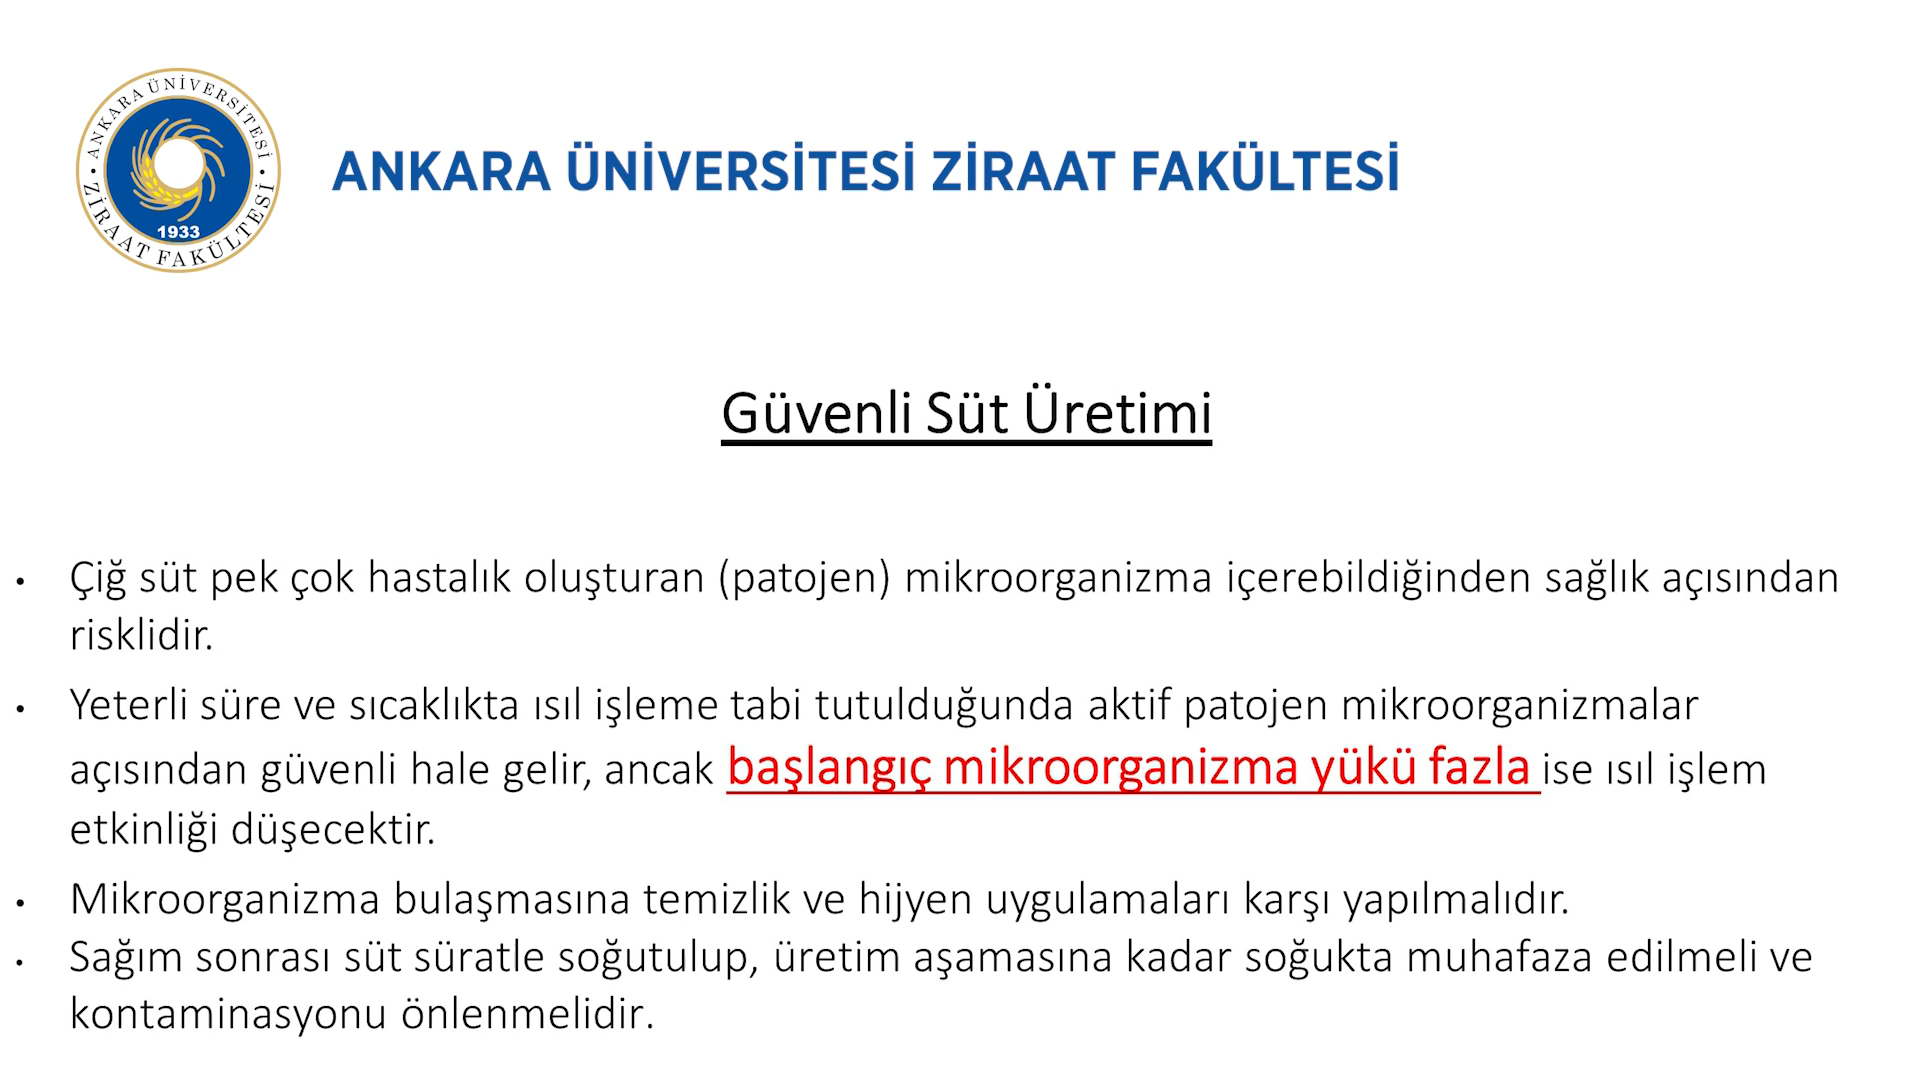 ANKARA ÜNİVERSİTESİ
ZİRAAT FAKÜLTESİ
1933
ANKARA ÜNİVERSİTESİ ZİRAAT FAKÜLTESİ
Güvenli Süt Üretimi
• Çiğ süt pek çok hastalık oluşturan (patojen) mikroorganizma içerebildiğinden sağlık açısından
risklidir.
• Yeterli süre ve sıcaklıkta ısıl işleme tabi tutulduğunda aktif patojen mikroorganizmalar
açısından güvenli hale gelir, ancak başlangıç mikroorganizma yükü fazla ise ısıl işlem
etkinliği düşecektir.
• Mikroorganizma bulaşmasına temizlik ve hijyen uygulamaları karşı yapılmalıdır.
• Sağım sonrası süt süratle soğutulup, üretim aşamasına kadar soğukta muhafaza edilmeli ve
kontaminasyonu önlenmelidir.